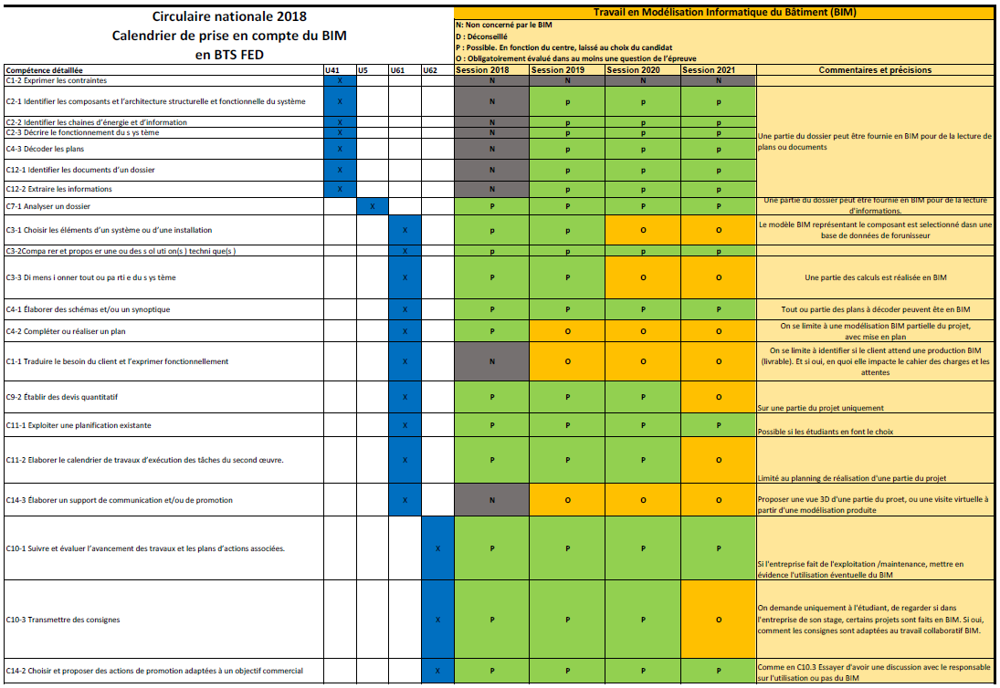 Circulaire nationale 2018
Calendrier de prise en compte du BIM
en BTS FED
Travail en Modélisation Informatique du Bâtiment (BIM)
N: Non concerné par le BIM
D : Déconseillé
P : Possible. En fonction du centre, laissé au choix du candidat
O : Obligatoirement évalué dans au moins une question de l'épreuve
Compétence détaillée U41 U5 U61 U62 Session 2018 Session 2019 Session 2020 Session 2021 Commentaires et précisions
C1-2 Exprimer les contraintes X N N N N
C2-1 Identifier les composants et l'architecture structurelle et fonctionnelle du système X N p p p
C2-2 Identifier les chaines d'énergie et d'information X N p p p
C2-3 Décrire le fonctionnement du s ys tème X N p p p
C4-3 Décoder les plans X N p p p
C12-1 Identifier les documents d'un dossier X N p p p
C12-2 Extraire les informations X N p p p
Une partie du dossier peut être fournie en BIM pour de la lecture de
plans ou documents
C7-1 Analyser un dossier X P P P P
Une partie du dossier peut être fournie en BIM pour de la lecture
d'informations.
C3-1 Choisir les éléments d'un système ou d'une installation X p p O O
Le modèle BIM représentant le composant est selectionné dasn une
base de données de forunisseur
C3-2Compa rer et propos er une ou des s ol uti on(s ) techni que(s ) X p p p p
C3-3 Di mens i onner tout ou pa rti e du s ys tème X P P O O
Une partie des calculs est réalisée en BIM
C4-1 Élaborer des schémas et/ou un synoptique X P P P P
Tout ou partie des plans à décoder peuvent ête en BIM
C4-2 Compléter ou réaliser un plan X P O O O
On se limite à une modélisation BIM partielle du projet,
avec mise en plan
C1-1 Traduire le besoin du client et l'exprimer fonctionnellement X N O O O
On se limite à identifier si le client attend une production BIM
(livrable). Et si oui, en quoi elle impacte le cahier des charges et les
attentes
C9-2 Établir des devis quantitatif X P P P O
Sur une partie du projet uniquement
C11-1 Exploiter une planification existante X P P P P
Possible si les étudiants en font le choix
C11-2 Elaborer le calendrier de travaux d'exécution des tâches du second œuvre. X P P P O
Limité au planning de réalisation d'une partie du projet
C14-3 Élaborer un support de communication et/ou de promotion X N O O O
Proposer une vue 3D d'une partie du proet, ou une visite virtuelle à
partir d'une modélisation produite
C10-1 Suivre et évaluer l'avancement des travaux et les plans d'actions associées. X P P P P
Si l'entreprise fait de l'exploitation /maintenance, mettre en
évidence l'utilisation éventuelle du BIM
C10-3 Transmettre des consignes X P P P O
On demande uniquement à l'étudiant, de regarder si dans
l'entreprise de son stage, certains projets sont faits en BIM. Si oui,
comment les consignes sont adaptées au travail collaboratif BIM.
C14-2 Choisir et proposer des actions de promotion adaptées à un objectif commercial X P P P P
Comme en C10.3 Essayer d'avoir une discussion avec le responsable
sur l'utilisation ou pas du BIM